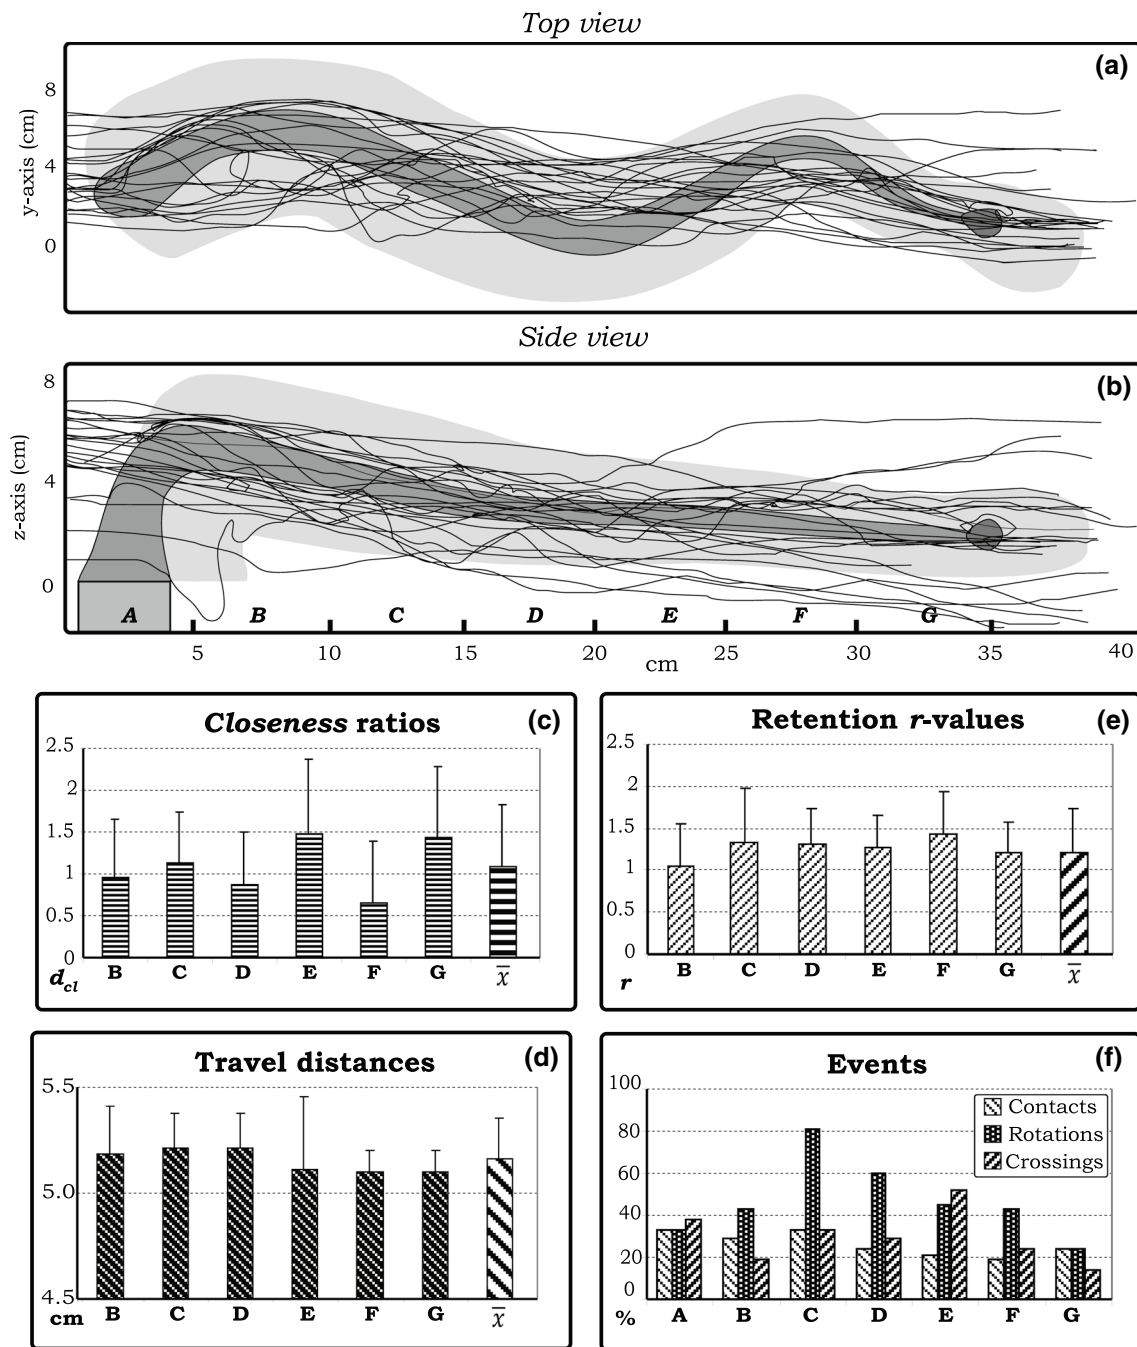 Top view
(a)
8
4
0
y-axis (cm)
Side view
(b)
8
4
0
z-axis (cm)
A B C D E F G
5 10 15 20 25 30 35 40
cm
Closeness ratios (c)
2.5
2
1.5
1
0.5
0
d_cl B C D E F G x̅
Retention r-values (e)
2.5
2
1.5
1
0.5
0
r B C D E F G x̅
Travel distances (d)
5.5
5.0
4.5
cm B C D E F G x̅
Events (f)
100
80
60
40
20
0
Contacts
Rotations
Crossings
% A B C D E F G